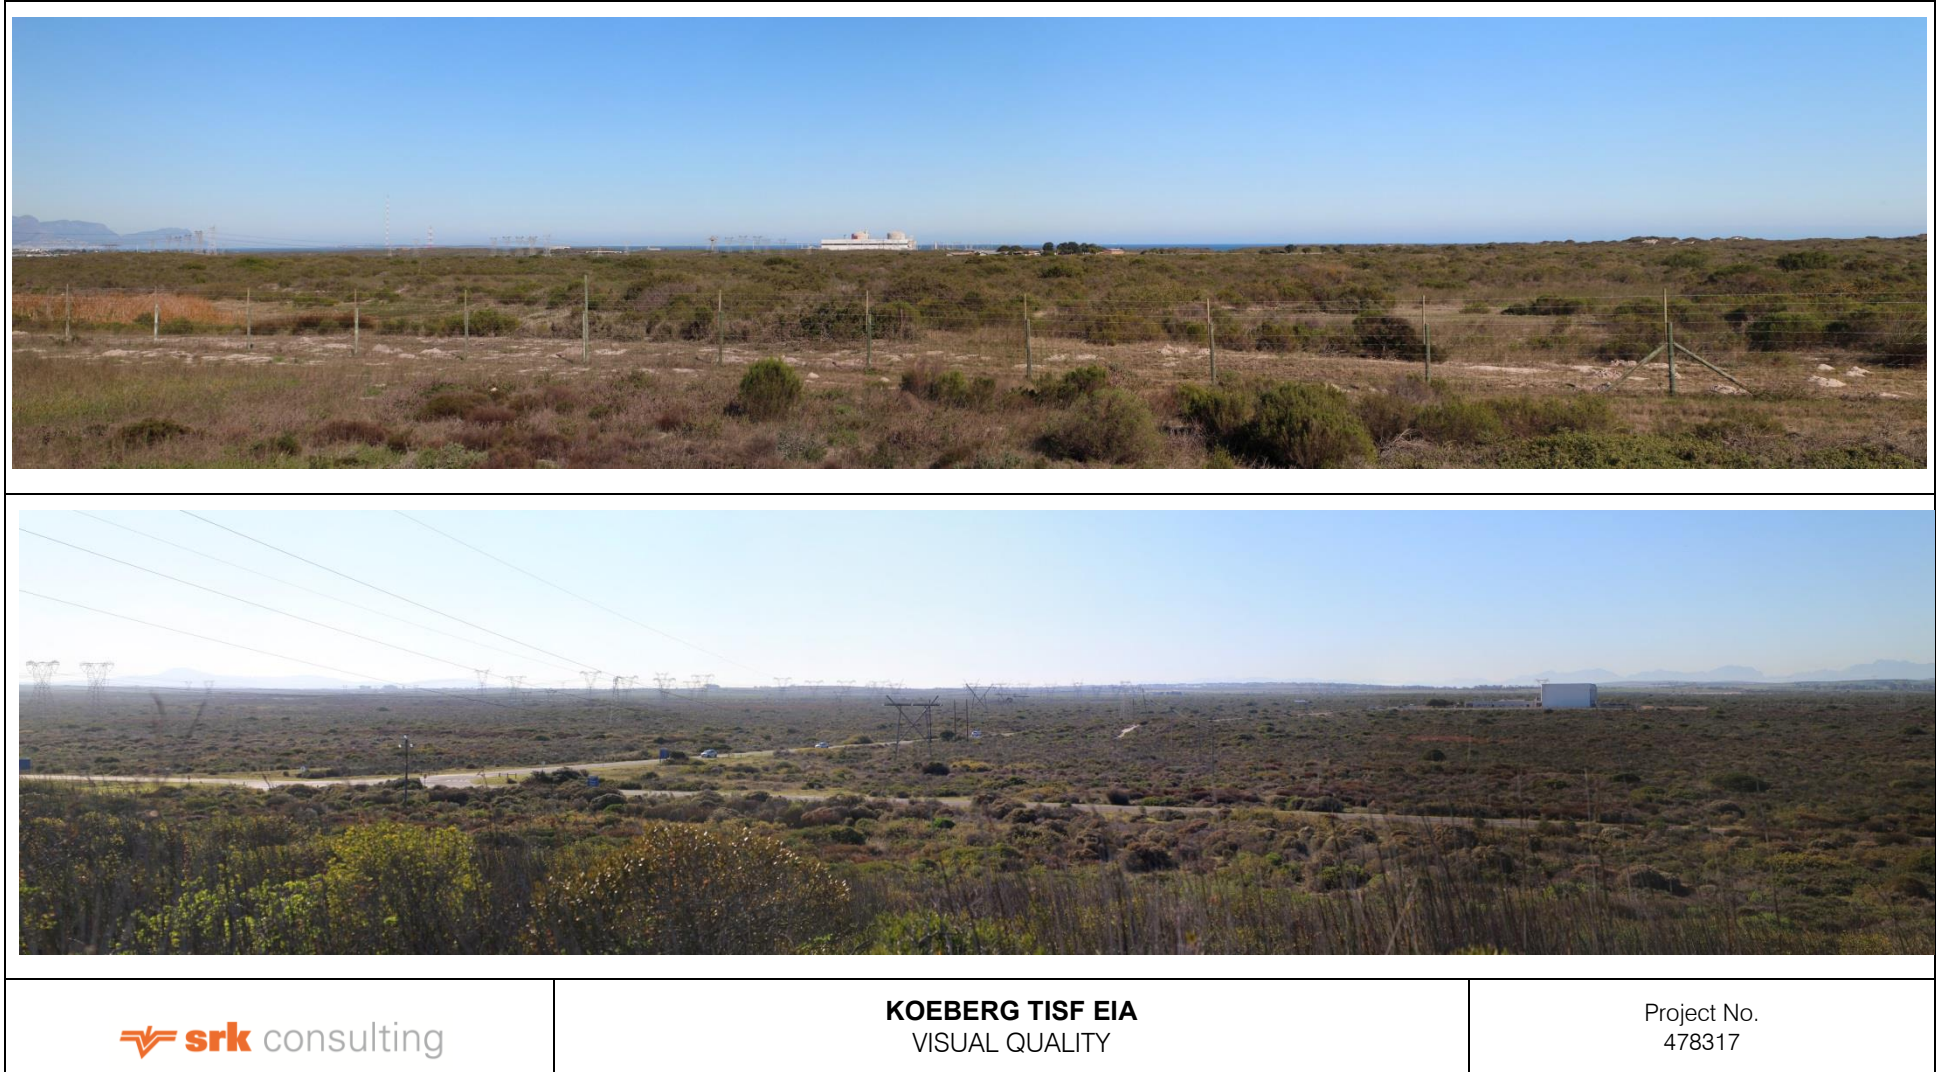 srk consulting
KOEBERG TISF EIA
VISUAL QUALITY
Project No.
478317